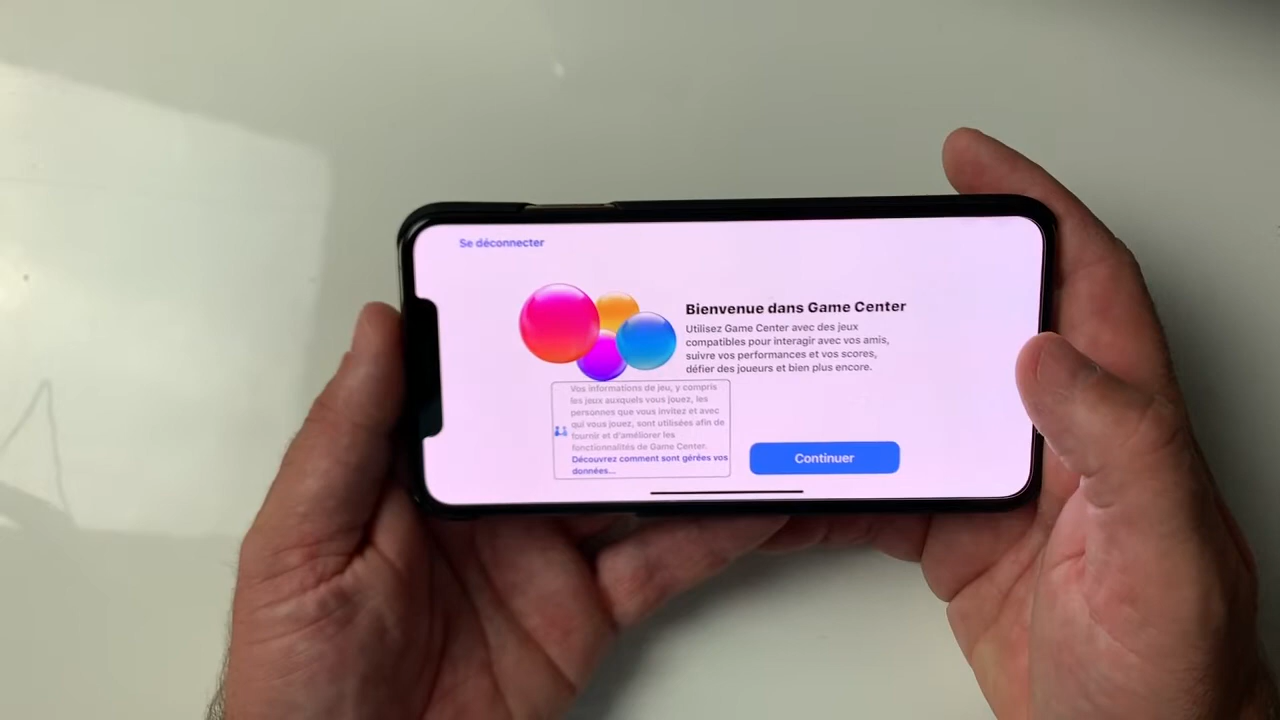 Se déconnecter
Bienvenue dans Game Center
Utilisez Game Center avec des jeux
compatibles pour interagir avec vos amis,
suivre vos performances et vos scores,
défier des joueurs et bien plus encore.
Vos informations de jeu, y compris
les jeux auxquels vous jouez, les
personnes que vous invitez et avec
qui vous jouez, sont utilisées afin de
fournir et d'améliorer les
fonctionnalités de Game Center.
Découvrez comment sont gérées vos
données...
Continuer